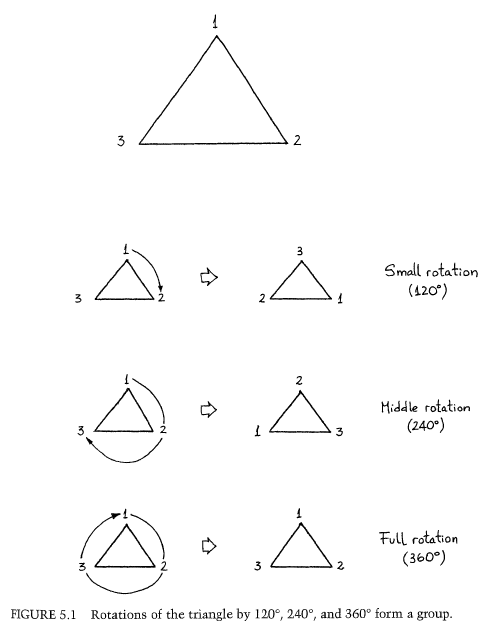 1
3 2
1 3
3 2 2 1 Small rotation
(120°)
1 2
3 2 1 3 Middle rotation
(240°)
1 1
3 2 3 2 Full rotation
(360°)
FIGURE 5.1 Rotations of the triangle by 120°, 240°, and 360° form a group.